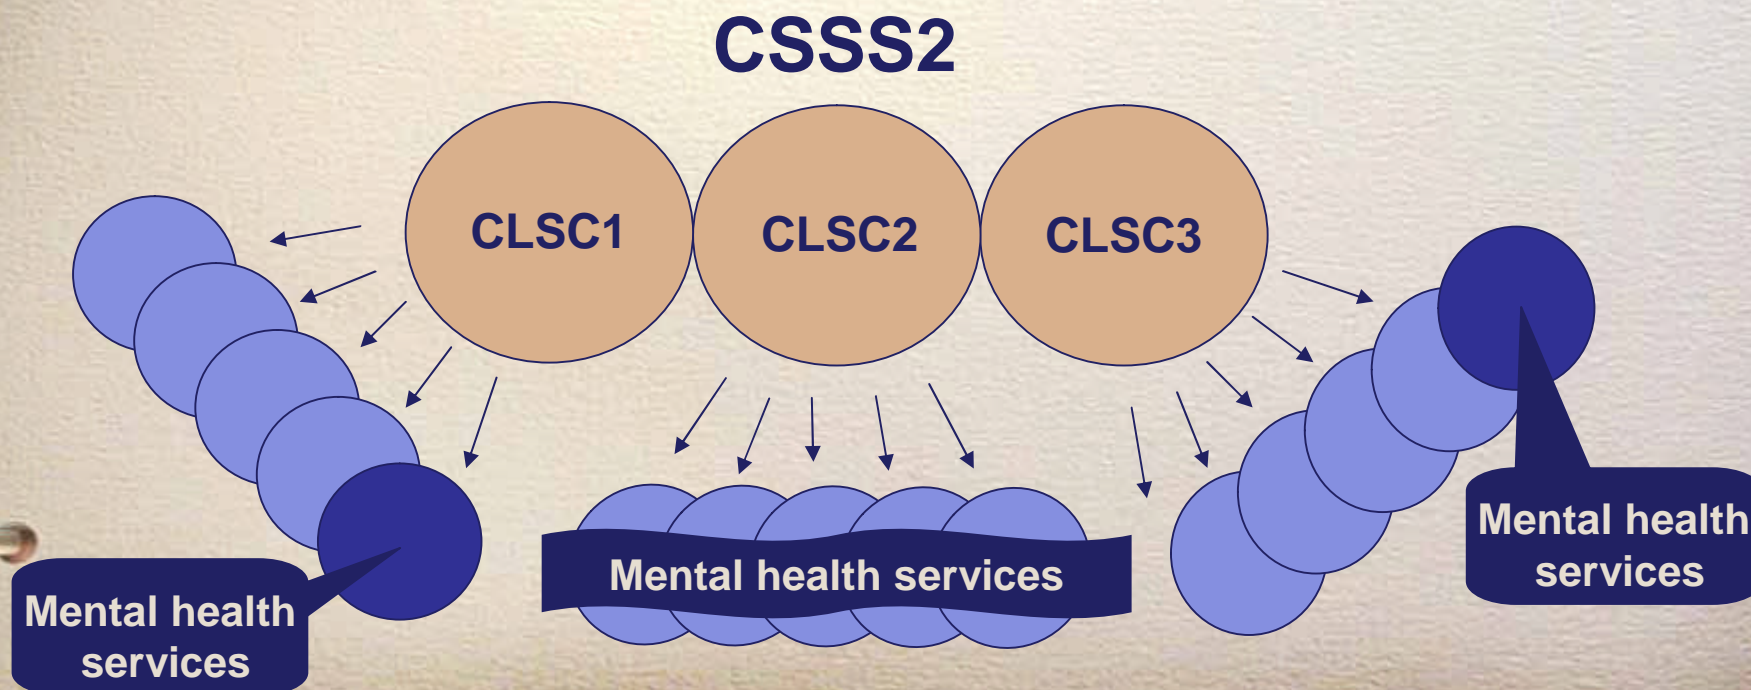 CSSS2
CLSC1
CLSC2
CLSC3
Mental health
services
Mental health services
Mental health
services